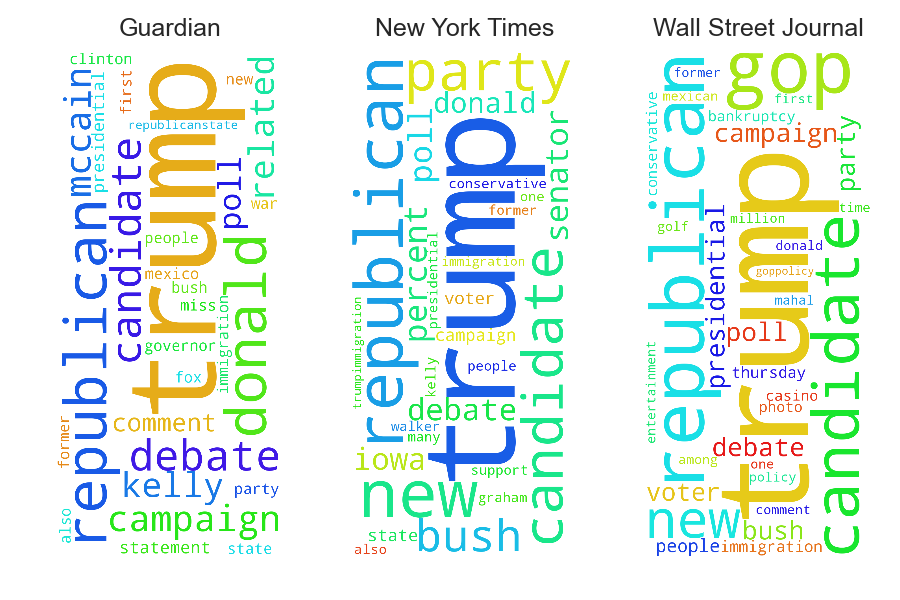 Guardian
clinton
mccain
presidential
first
trump
new
related
republicanstate
candidate
poll
war
republican
people
donald
mexico
bush
miss
immigration
governor
fox
comment
former
debate
kelly
party
campaign
also
statement
state
New York Times
republican
party
donald
poll
trump
senator
conservative
one
former
percent
presidential
immigration
candidate
voter
trumpimmigration
campaign
kelly
people
debate
walker
many
iowa
support
new
graham
state
bush
also
Wall Street Journal
republican
former
gop
mexican
first
conservative
bankruptcy
campaign
party
trump
time
presidential
million
golf
donald
candidate
goppolicy
mahal
poll
entertainment
thursday
casino
photo
debate
among
one
policy
voter
new
comment
bush
people
immigration